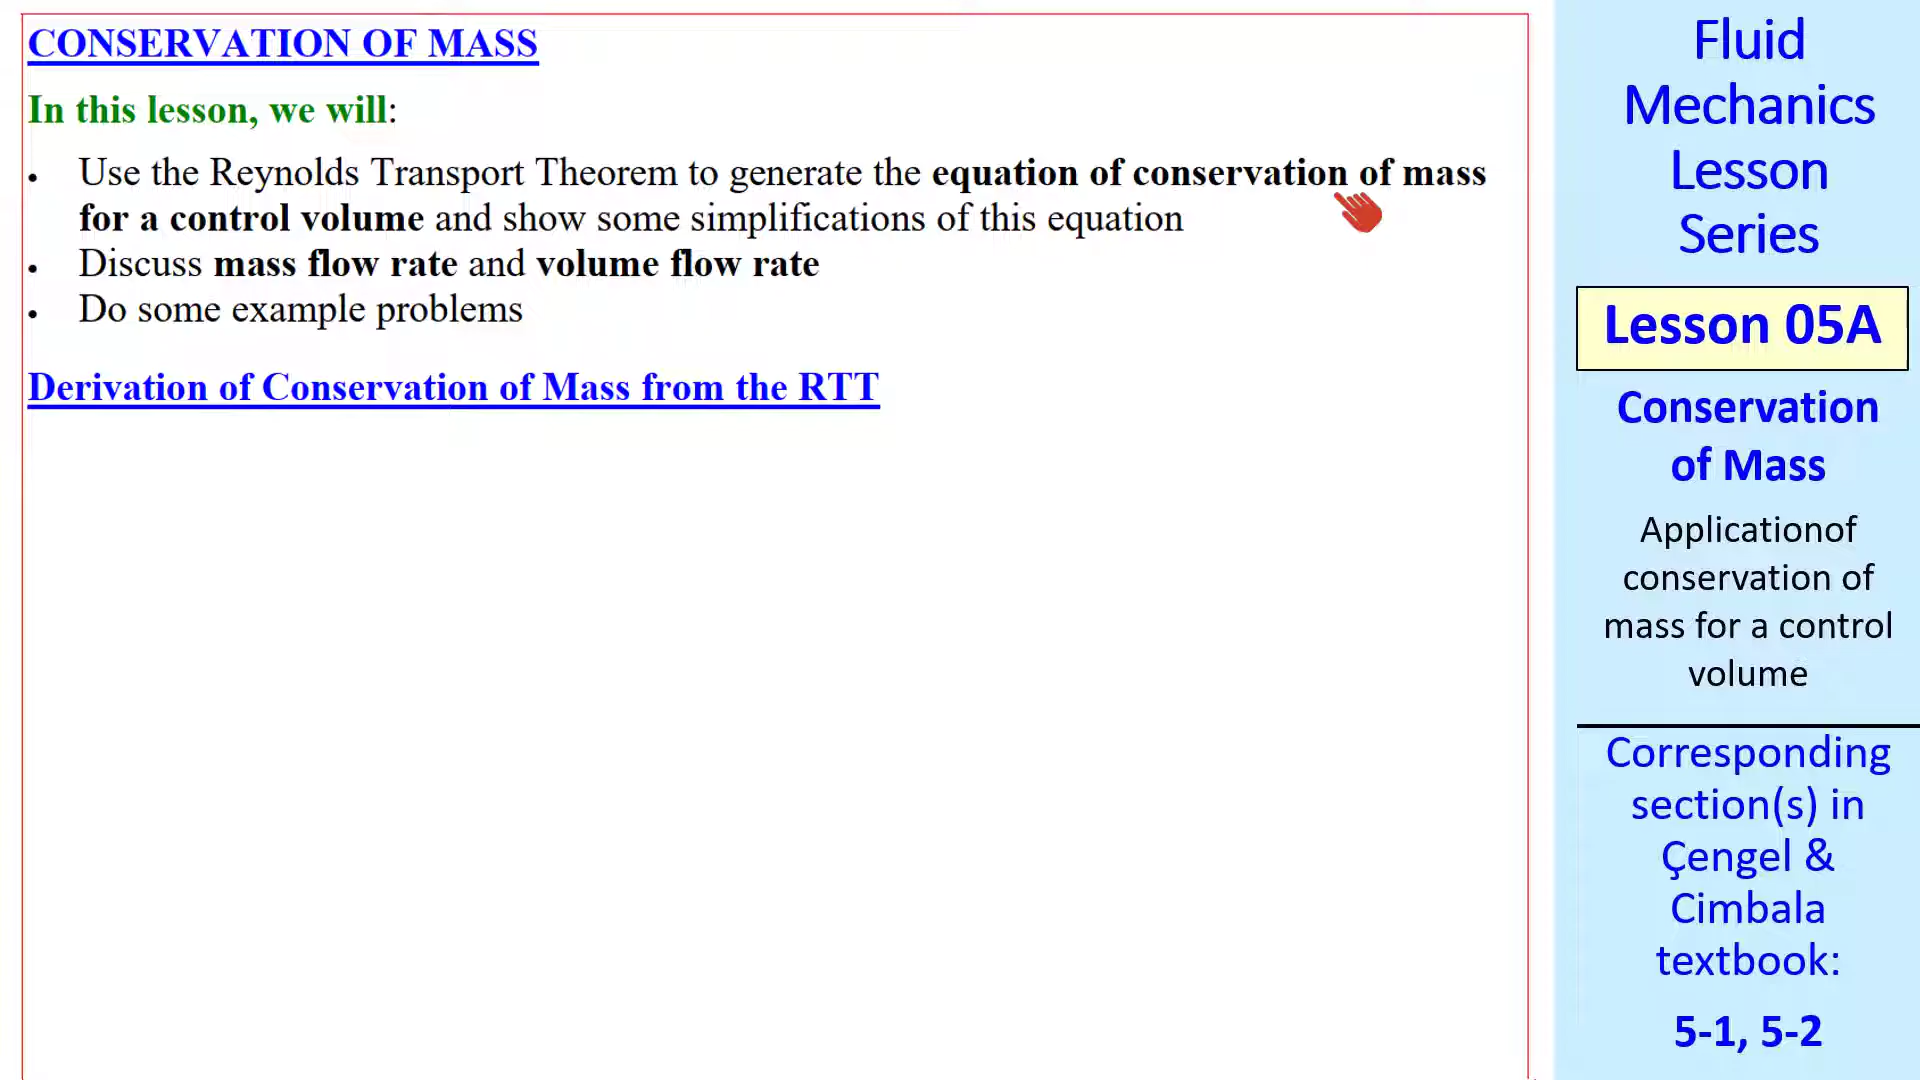 CONSERVATION OF MASS
In this lesson, we will:
• Use the Reynolds Transport Theorem to generate the equation of conservation of mass
for a control volume and show some simplifications of this equation
• Discuss mass flow rate and volume flow rate
• Do some example problems
Derivation of Conservation of Mass from the RTT
Fluid
Mechanics
Lesson
Series
Lesson 05A
Conservation
of Mass
Applicationof
conservation of
mass for a control
volume
Corresponding
section(s) in
Çengel &
Cimbala
textbook:
5-1, 5-2